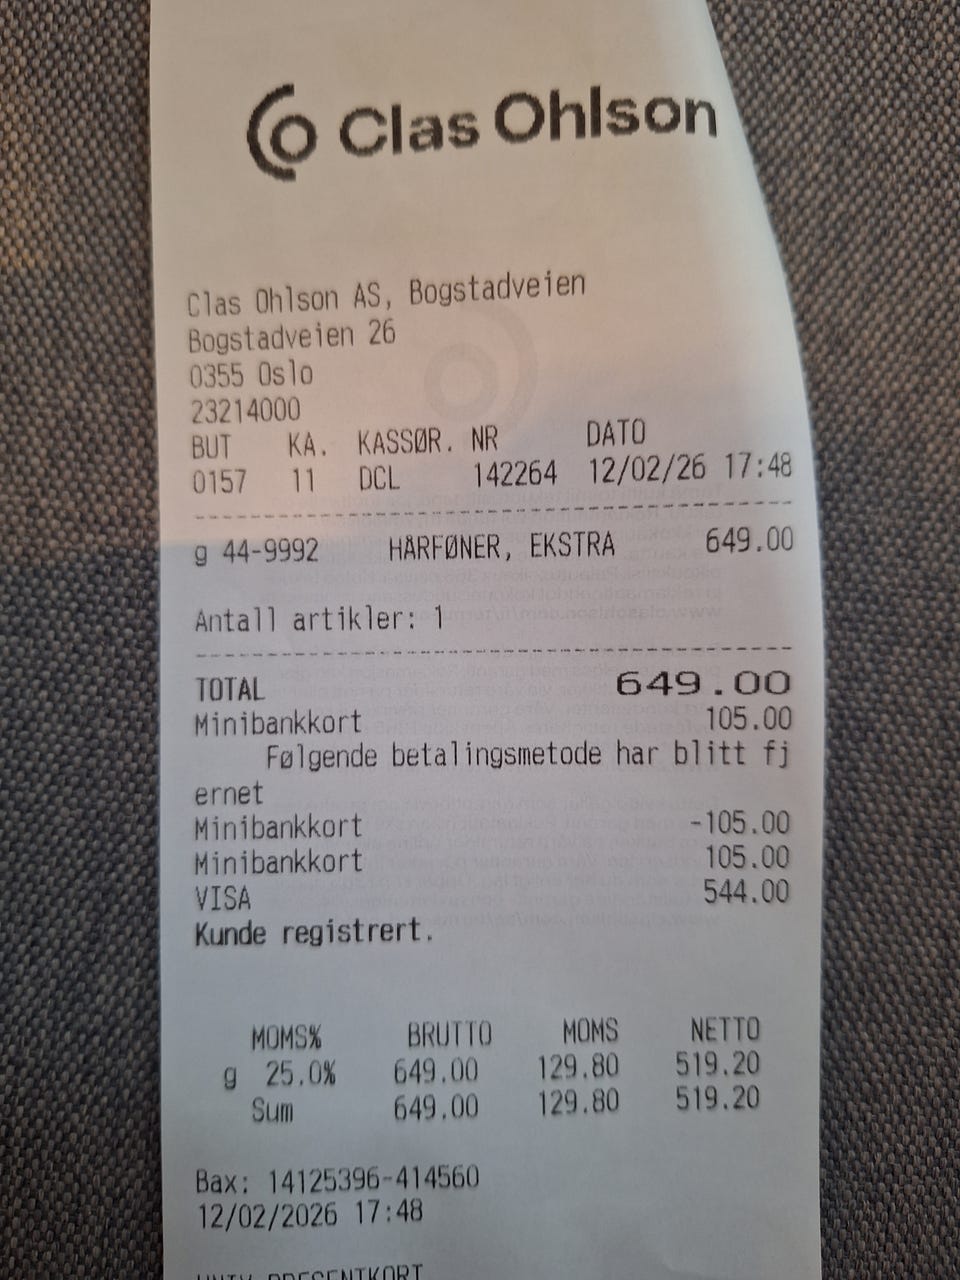 Clas Ohlson
Clas Ohlson AS, Bogstadveien
Bogstadveien 26
0355 Oslo
23214000
BUT KA. KASSØR. NR DATO
0157 11 DCL 142264 12/02/26 17:48
g 44-9992 HÅRFØNER, EKSTRA 649.00
Antall artikler: 1
TOTAL 649.00
Minibankkort 105.00
Følgende betalingsmetode har blitt fj
ernet
Minibankkort -105.00
Minibankkort 105.00
VISA 544.00
Kunde registrert.
MOMS% BRUTTO MOMS NETTO
g 25.0% 649.00 129.80 519.20
Sum 649.00 129.80 519.20
Bax: 14125396-414560
12/02/2026 17:48